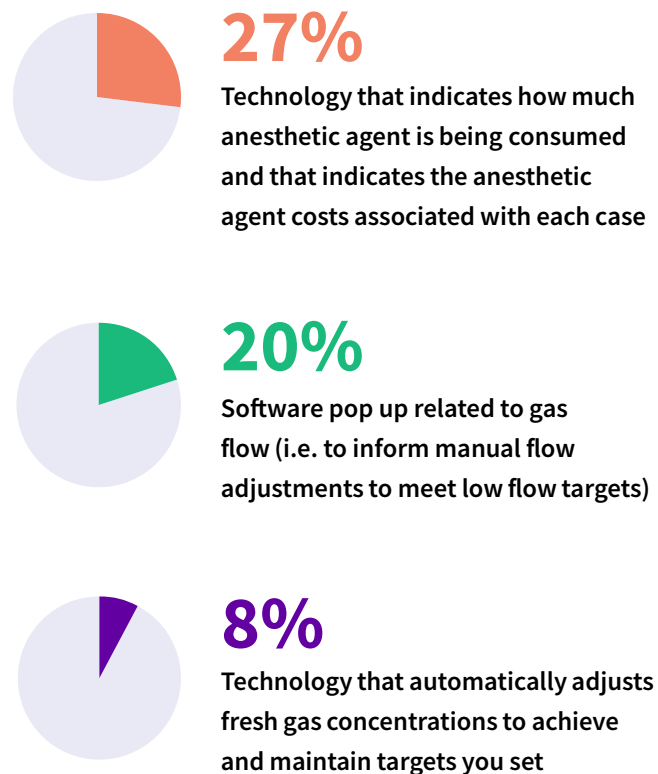 27%
Technology that indicates how much
anesthetic agent is being consumed
and that indicates the anesthetic
agent costs associated with each case
20%
Software pop up related to gas
flow (i.e. to inform manual flow
adjustments to meet low flow targets)
8%
Technology that automatically adjusts
fresh gas concentrations to achieve
and maintain targets you set